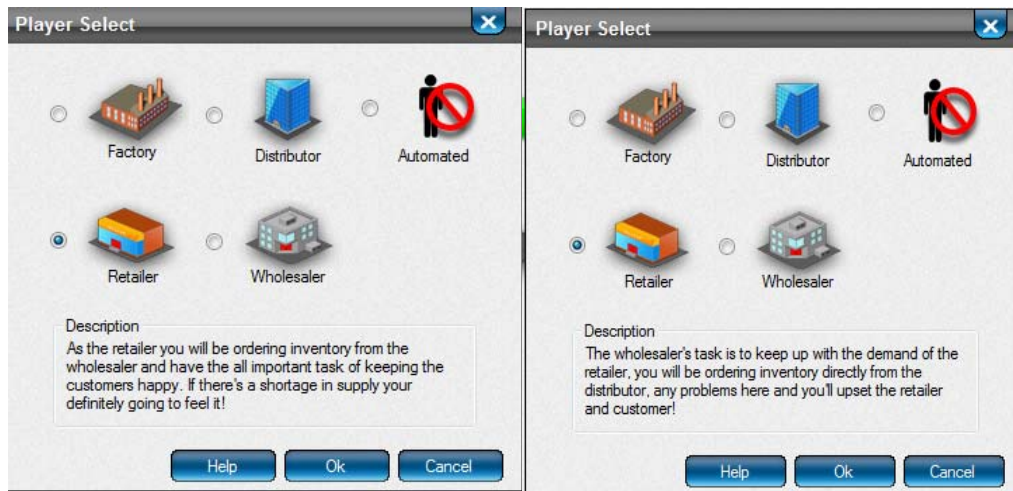 Player Select
Factory
Distributor
Automated
Retailer
Wholesaler
Description
As the retailer you will be ordering inventory from the
wholesaler and have the all important task of keeping the
customers happy. If there's a shortage in supply your
definitely going to feel it!
Help
Ok
Cancel
Player Select
Factory
Distributor
Automated
Retailer
Wholesaler
Description
The wholesaler's task is to keep up with the demand of the
retailer, you will be ordering inventory directly from the
distributor, any problems here and you'll upset the retailer
and customer!
Help
Ok
Cancel